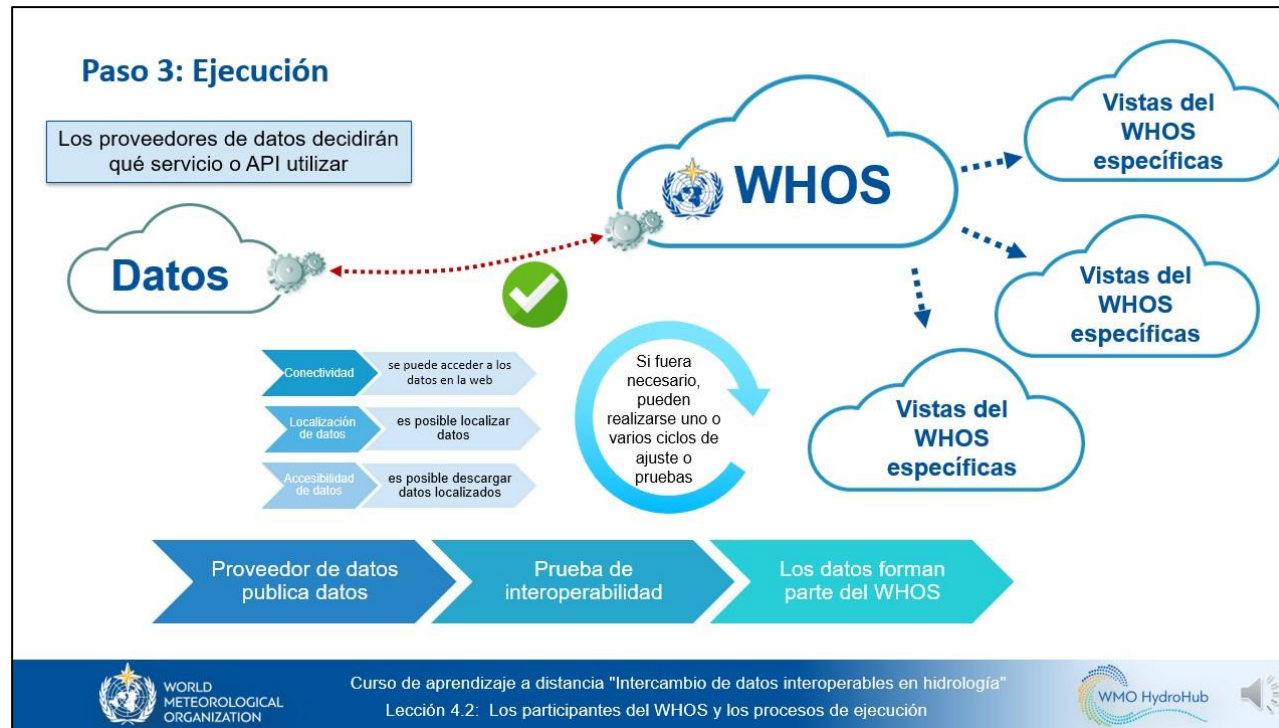 Paso 3: Ejecución
Los proveedores de datos decidirán
qué servicio o API utilizar
Datos
WHOS
Vistas del
WHOS
específicas
Vistas del
WHOS
específicas
Vistas del
WHOS
específicas
Conectividad
se puede acceder a los
datos en la web
Localización
de datos
es posible localizar
datos
Accesibilidad
de datos
es posible descargar
datos localizados
Si fuera
necesario,
pueden
realizarse uno o
varios ciclos de
ajuste o
pruebas
Proveedor de datos
publica datos
Prueba de
interoperabilidad
Los datos forman
parte del WHOS
WORLD
METEOROLOGICAL
ORGANIZATION
Curso de aprendizaje a distancia "Intercambio de datos interoperables en hidrología"
Lección 4.2: Los participantes del WHOS y los procesos de ejecución
WMO HydroHub